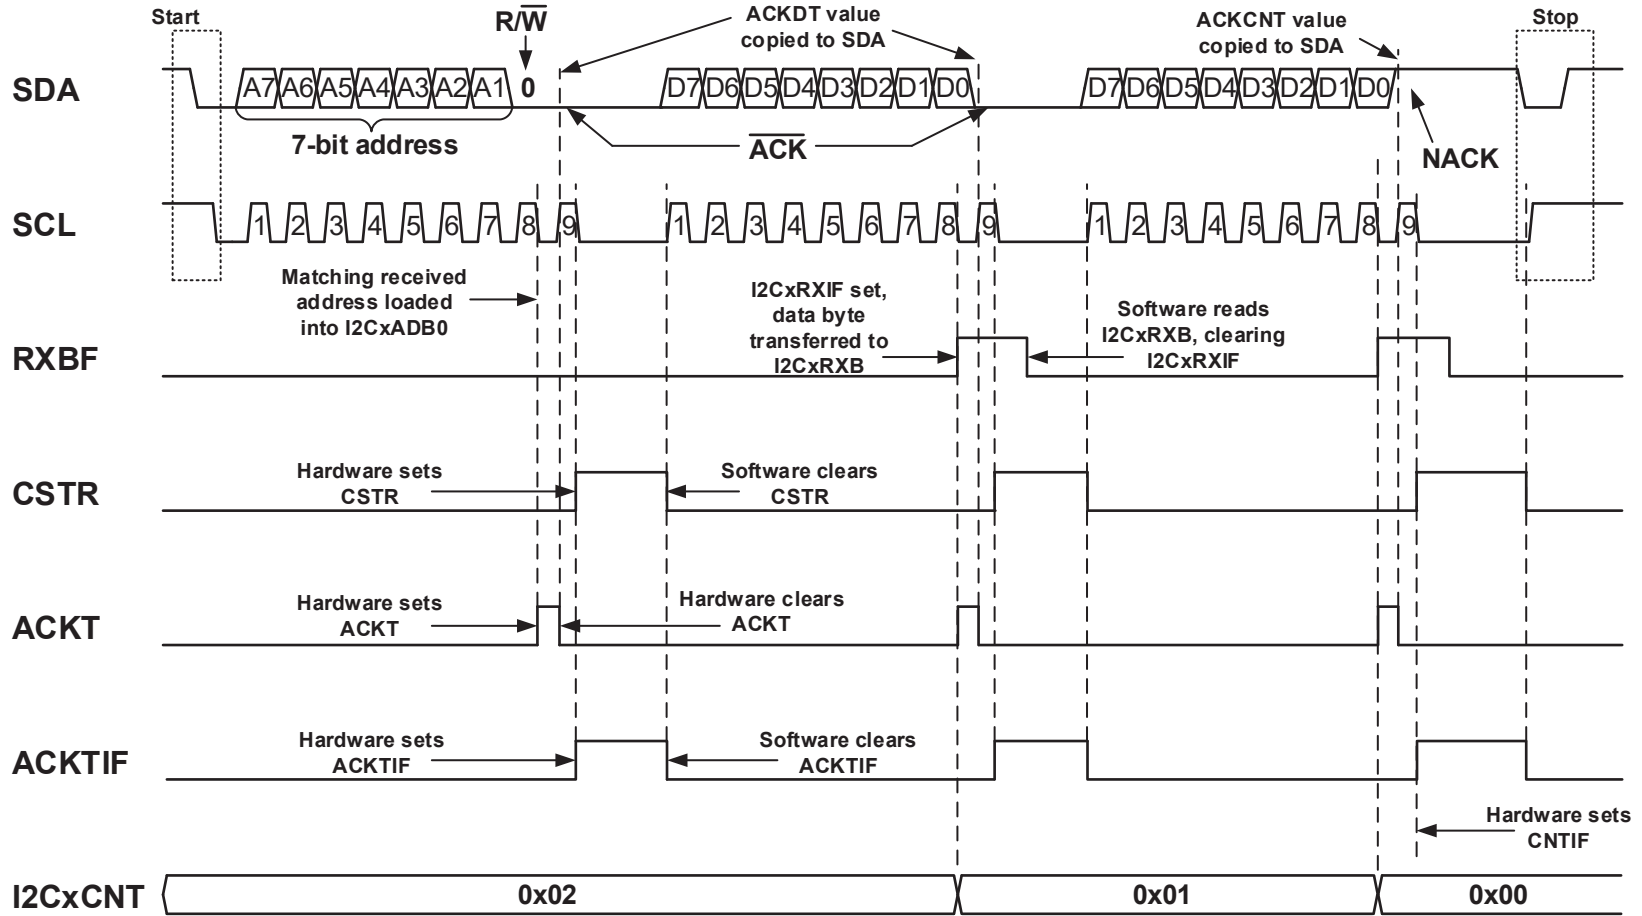 Start
R/W
ACKDT value
copied to SDA
ACKCNT value
copied to SDA
Stop
SDA
A7 A6 A5 A4 A3 A2 A1 0
D7 D6 D5 D4 D3 D2 D1 D0
D7 D6 D5 D4 D3 D2 D1 D0
7-bit address
ACK
NACK
SCL
1 2 3 4 5 6 7 8 9
1 2 3 4 5 6 7 8 9
1 2 3 4 5 6 7 8 9
Matching received
address loaded
into I2CxADB0
I2CxRXIF set,
data byte
transferred to
I2CxRXB
Software reads
I2CxRXB, clearing
I2CxRXIF
RXBF
Hardware sets
CSTR
Software clears
CSTR
CSTR
Hardware sets
ACKT
Hardware clears
ACKT
ACKT
Hardware sets
ACKTIF
Software clears
ACKTIF
ACKTIF
Hardware sets
CNTIF
I2CxCNT
0x02
0x01
0x00